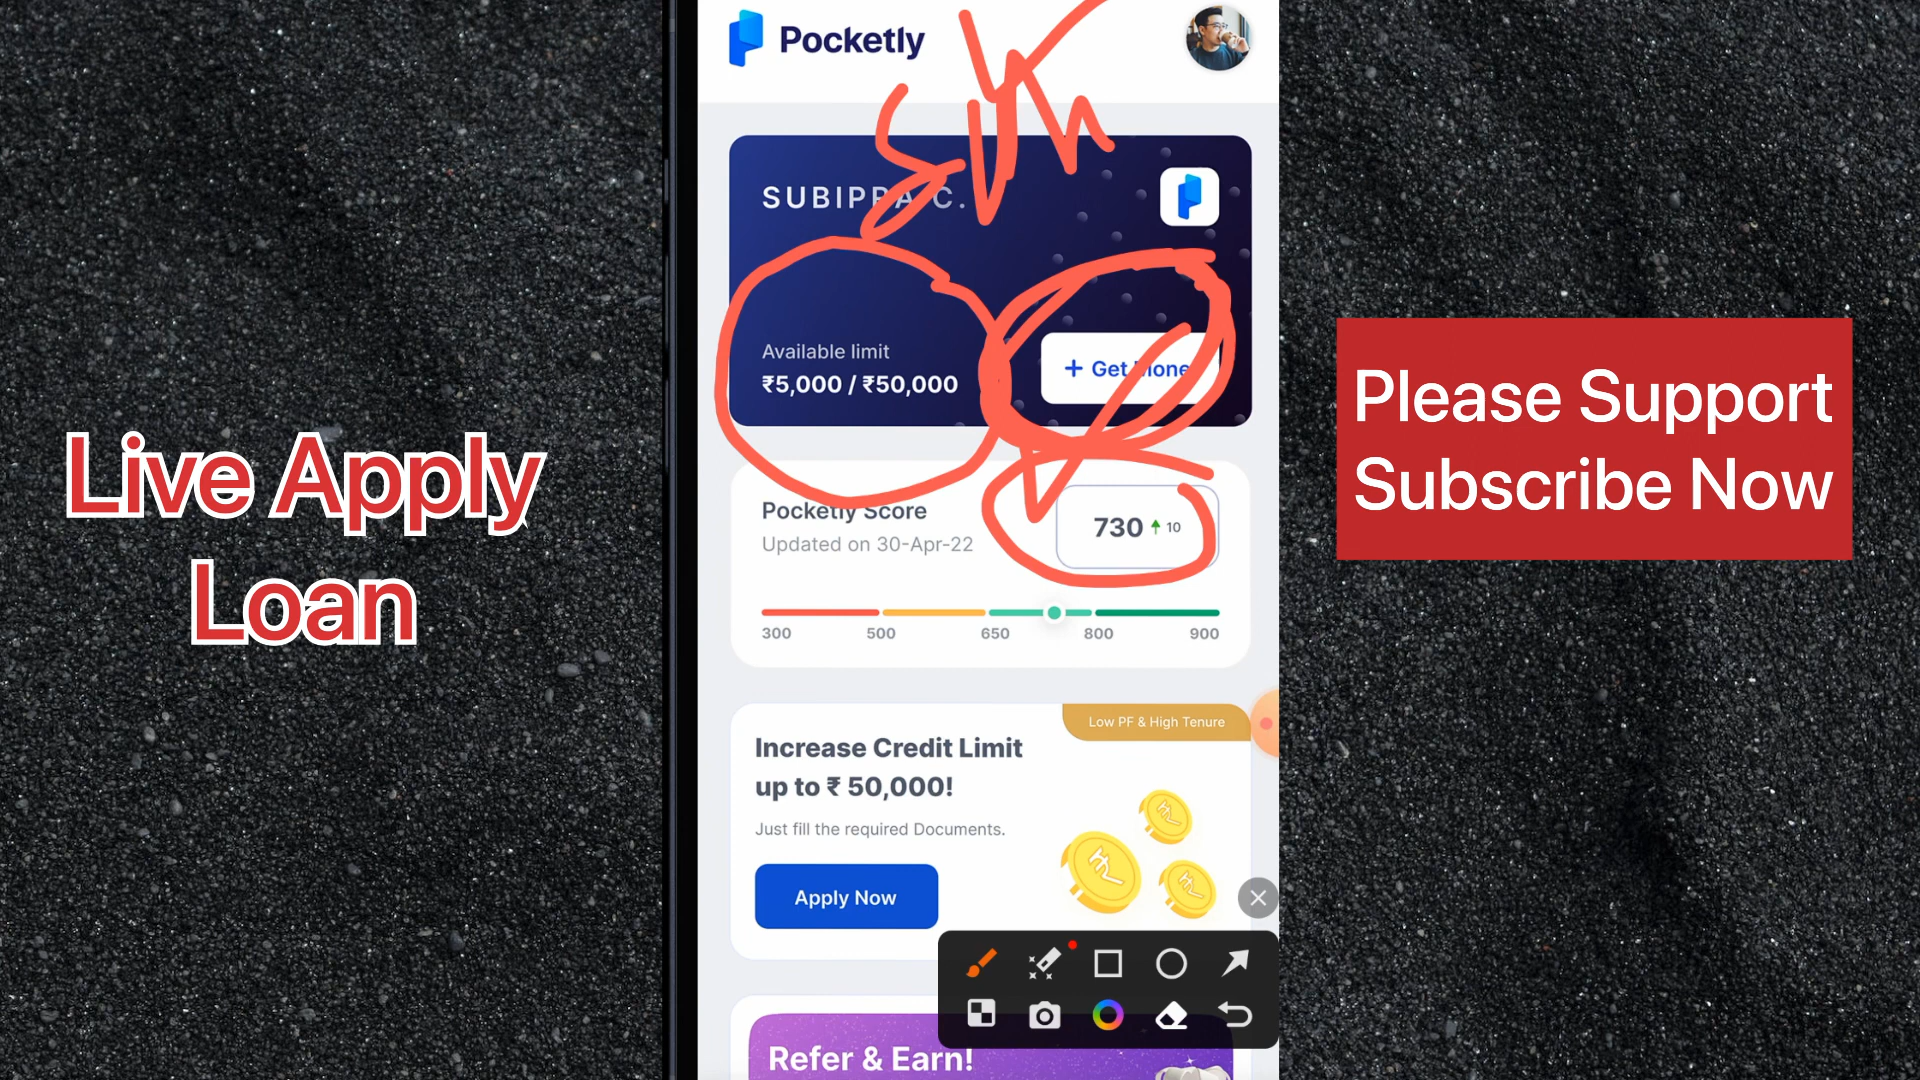 Pocketly
SUBIPRA C.
Available limit
₹5,000 / ₹50,000
+ Get Mone
Pocketly Score
Updated on 30-Apr-22
730 10
300 500 650 800 900
Low PF & High Tenure
Increase Credit Limit
up to ₹ 50,000!
Just fill the required Documents.
Apply Now
Refer & Earn!
Live Apply
Loan
Please Support
Subscribe Now